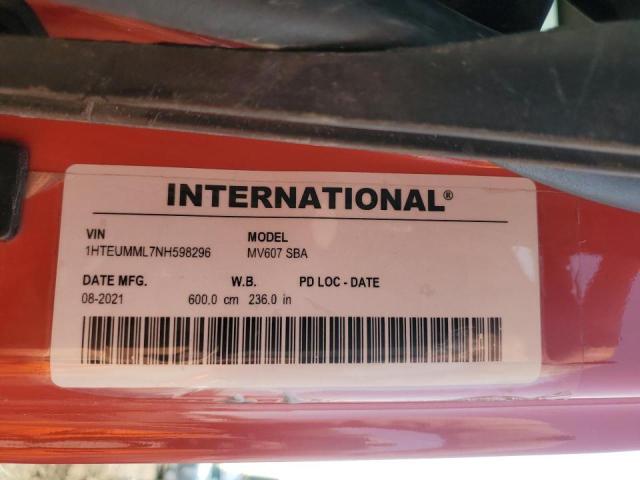 INTERNATIONAL®
VIN MODEL
1HTEUMML7NH598296 MV607 SBA
DATE MFG. W.B. PD LOC - DATE
08-2021 600.0 cm 236.0 in